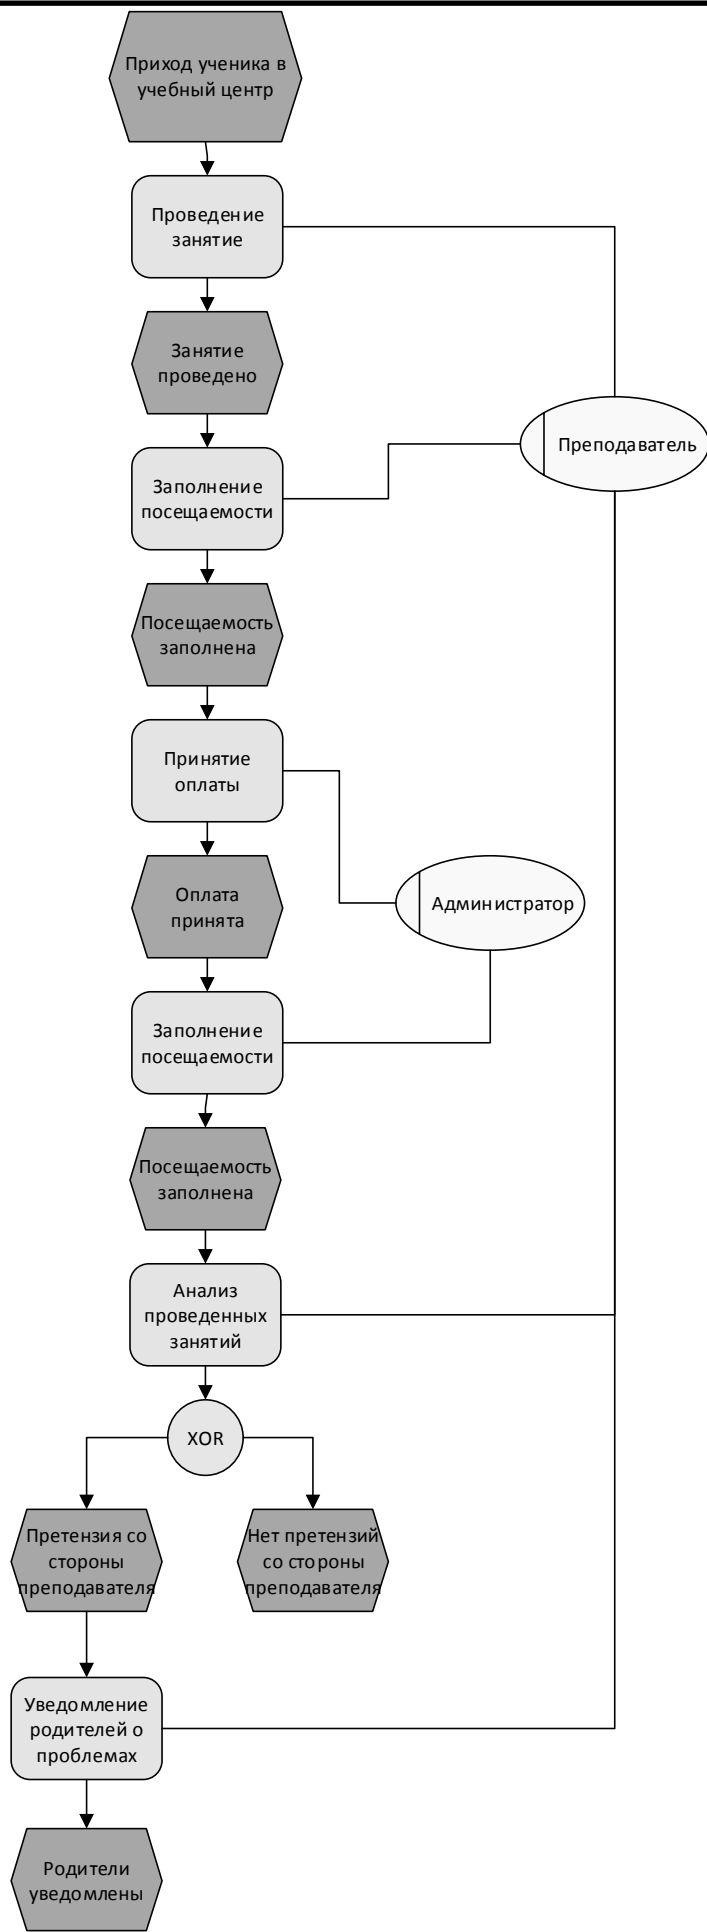 Приход ученика в
учебный центр
Проведение
занятие
Занятие
проведено
Преподаватель
Заполнение
посещаемости
Посещаемость
заполнена
Принятие
оплаты
Оплата
принята
Администратор
Заполнение
посещаемости
Посещаемость
заполнена
Анализ
проведенных
занятий
XOR
Претензия со
стороны
преподавателя
Нет претензий
со стороны
преподавателя
Уведомление
родителей о
проблемах
Родители
уведомлены